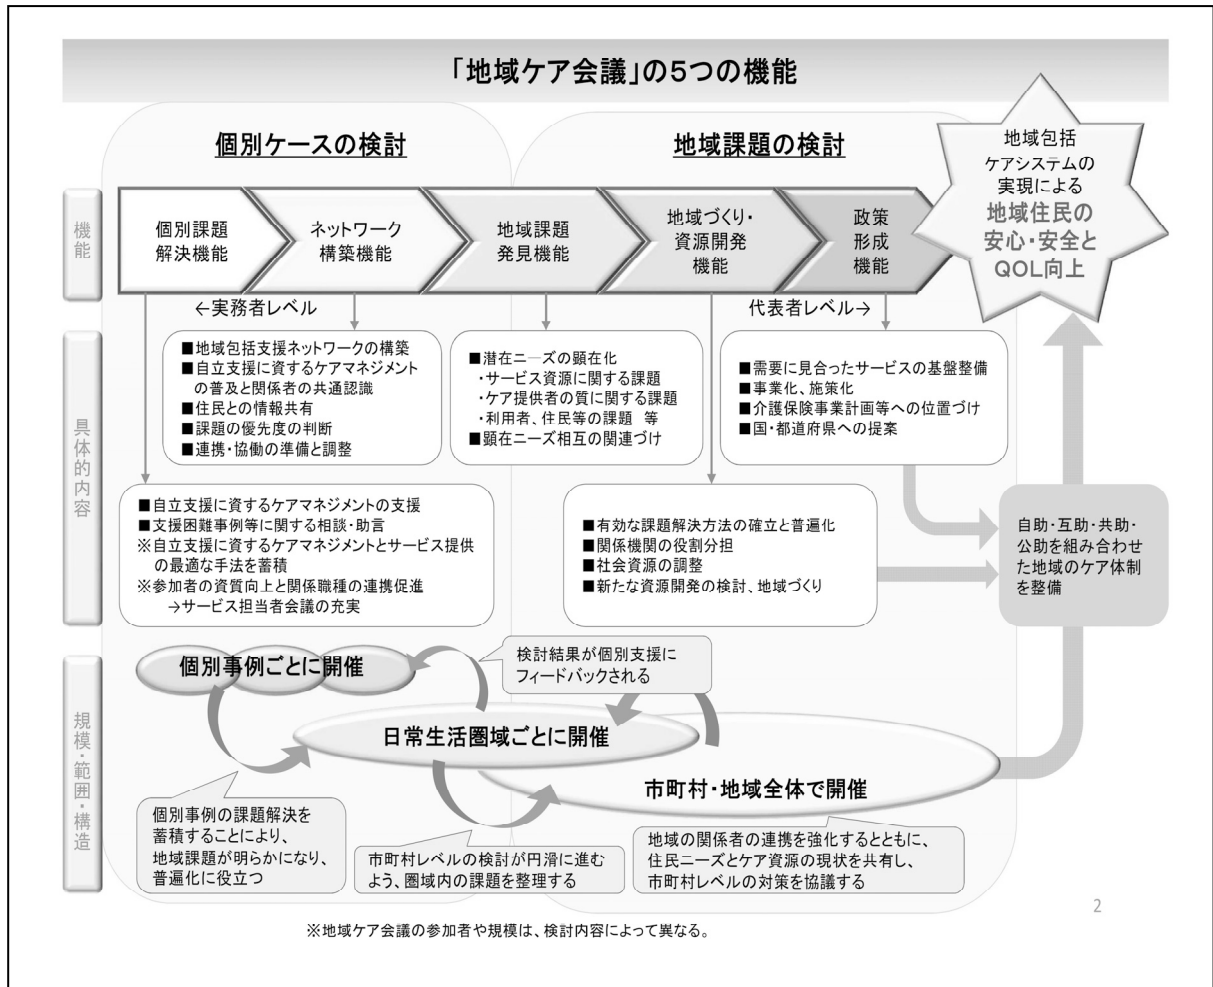 「地域ケア会議」の5つの機能
個別ケースの検討
地域課題の検討
地域包括
ケアシステムの
実現による
地域住民の
安心・安全と
QOL向上
機能
個別課題
解決機能
ネットワーク
構築機能
地域課題
発見機能
地域づくり・
資源開発
機能
政策
形成
機能
←実務者レベル
代表者レベル→
具体的内容
■地域包括支援ネットワークの構築
■自立支援に資するケアマネジメント
の普及と関係者の共通認識
■住民との情報共有
■課題の優先度の判断
■連携・協働の準備と調整
■潜在ニーズの顕在化
・サービス資源に関する課題
・ケア提供者の質に関する課題
・利用者、住民等の課題 等
■顕在ニーズ相互の関連づけ
■需要に見合ったサービスの基盤整備
■事業化、施策化
■介護保険事業計画等への位置づけ
■国・都道府県への提案
■自立支援に資するケアマネジメントの支援
■支援困難事例等に関する相談・助言
※自立支援に資するケアマネジメントとサービス提供
の最適な手法を蓄積
※参加者の資質向上と関係職種の連携促進
→サービス担当者会議の充実
■有効な課題解決方法の確立と普遍化
■関係機関の役割分担
■社会資源の調整
■新たな資源開発の検討、地域づくり
自助・互助・共助・
公助を組み合わせ
た地域のケア体制
を整備
規模・範囲・構造
個別事例ごとに開催
検討結果が個別支援に
フィードバックされる
日常生活圏域ごとに開催
市町村・地域全体で開催
個別事例の課題解決を
蓄積することにより、
地域課題が明らかになり、
普遍化に役立つ
市町村レベルの検討が円滑に進む
よう、圏域内の課題を整理する
地域の関係者の連携を強化するとともに、
住民ニーズとケア資源の現状を共有し、
市町村レベルの対策を協議する
2
※地域ケア会議の参加者や規模は、検討内容によって異なる。